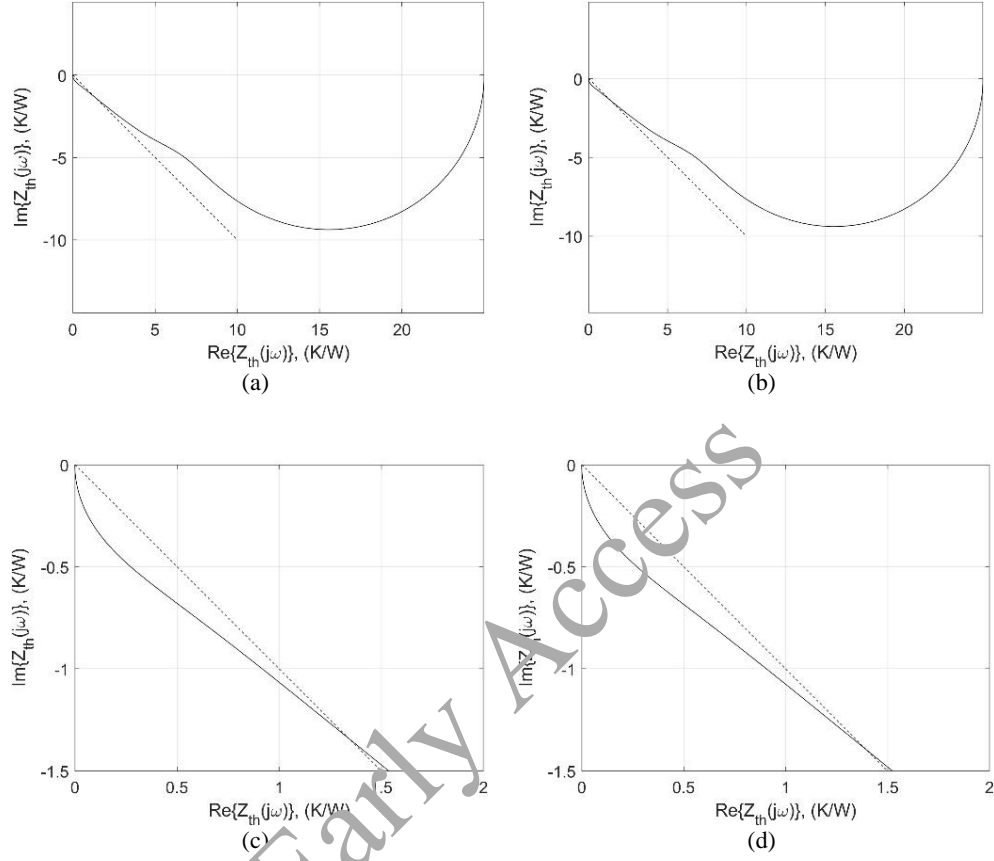 0
-5
-10
Im{Z_th(jω)}, (K/W)
0 5 10 15 20
Re{Z_th(jω)}, (K/W)
(a)
0
-5
-10
Im{Z_th(jω)}, (K/W)
0 5 10 15 20
Re{Z_th(jω)}, (K/W)
(b)
0
-0.5
-1
-1.5
Im{Z_th(jω)}, (K/W)
0 0.5 1 1.5 2
Re{Z_th(jω)}, (K/W)
(c)
0
-0.5
-1
-1.5
Im{Z_th(jω)}, (K/W)
0 0.5 1 1.5 2
Re{Z_th(jω)}, (K/W)
(d)
Early Access